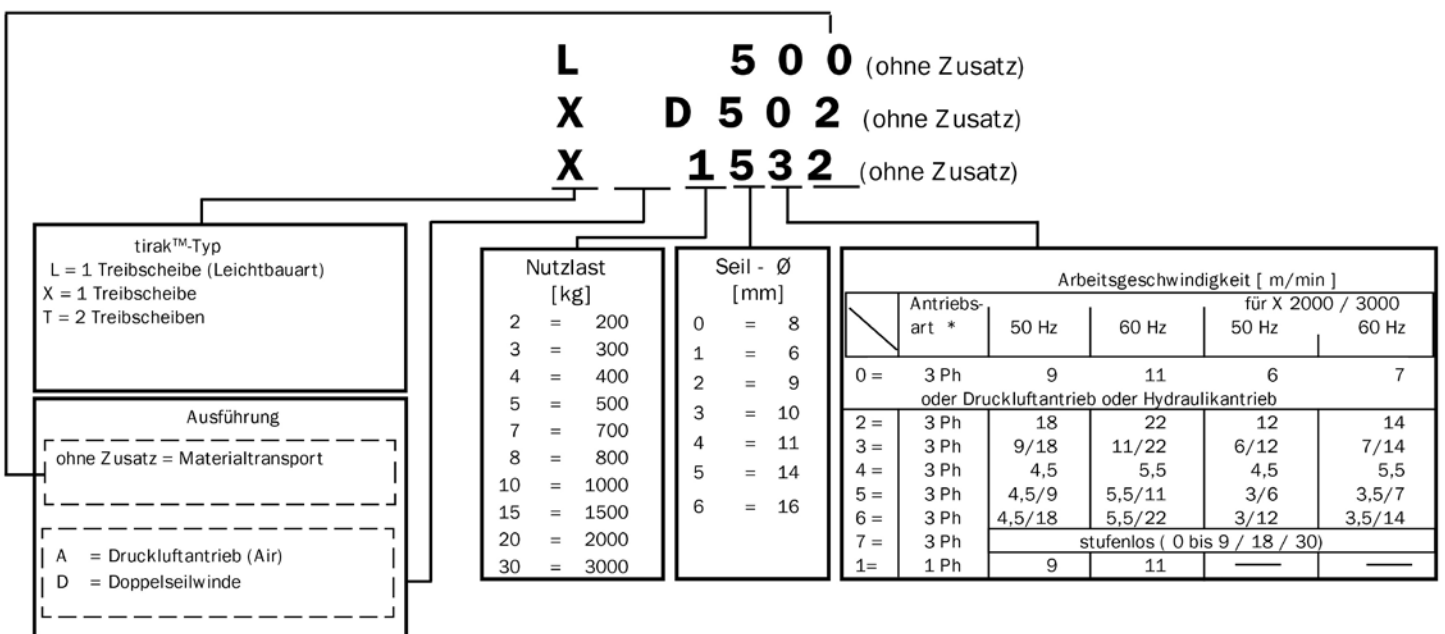 L 5 0 0 (ohne Zusatz)
X D 5 0 2 (ohne Zusatz)
X 1 5 3 2 (ohne Zusatz)
tirak™-Typ
L = 1 Treibscheibe (Leichtbauart)
X = 1 Treibscheibe
T = 2 Treibscheiben
Ausführung
ohne Zusatz = Materialtransport
A = Druckluftantrieb (Air)
D = Doppelseilwinde
Nutzlast
[kg]
2 = 200
3 = 300
4 = 400
5 = 500
7 = 700
8 = 800
10 = 1000
15 = 1500
20 = 2000
30 = 3000
Seil - Ø
[mm]
0 = 8
1 = 6
2 = 9
3 = 10
4 = 11
5 = 14
6 = 16
Arbeitsgeschwindigkeit [ m/min ]
Antriebs- für X 2000 / 3000
art * 50 Hz 60 Hz 50 Hz 60 Hz
0 = 3 Ph 9 11 6 7
oder Druckluftantrieb oder Hydraulikantrieb
2 = 3 Ph 18 22 12 14
3 = 3 Ph 9/18 11/22 6/12 7/14
4 = 3 Ph 4,5 5,5 4,5 5,5
5 = 3 Ph 4,5/9 5,5/11 3/6 3,5/7
6 = 3 Ph 4,5/18 5,5/22 3/12 3,5/14
7 = 3 Ph stufenlos ( 0 bis 9 / 18 / 30)
1= 1 Ph 9 11 — —